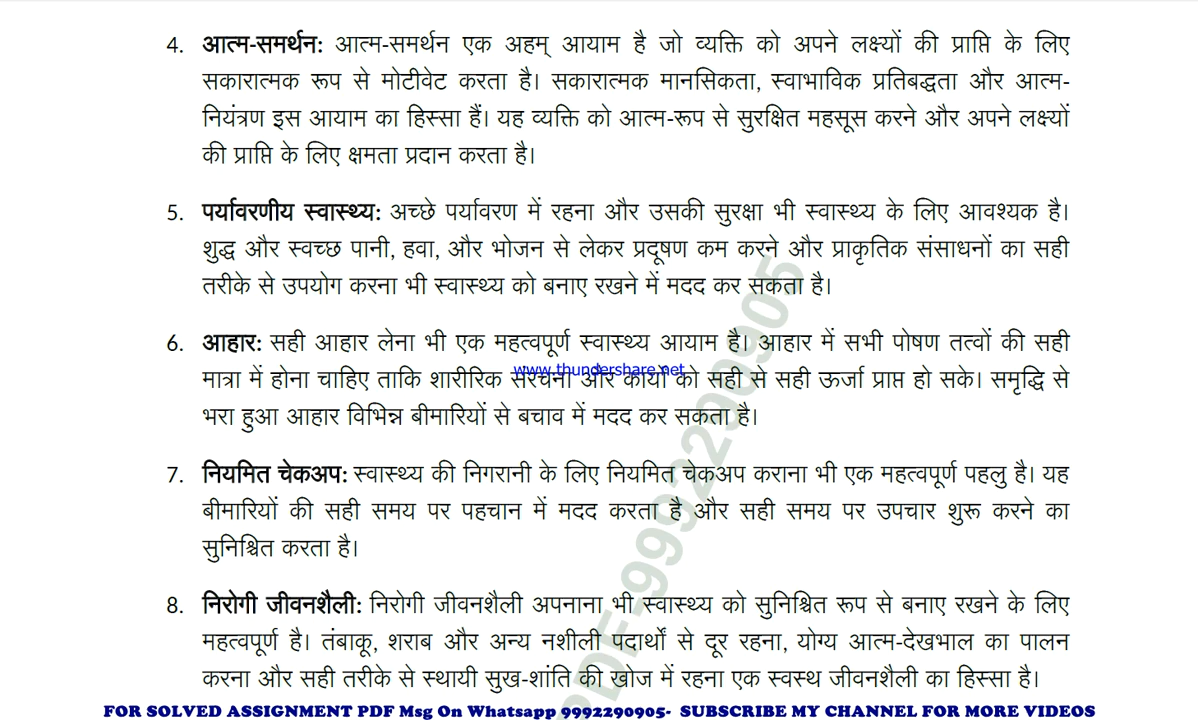 4. आत्म-समर्थन: आत्म-समर्थन एक अहम् आयाम है जो व्यक्ति को अपने लक्ष्यों की प्राप्ति के लिए
सकारात्मक रूप से मोटीवेट करता है। सकारात्मक मानसिकता, स्वाभाविक प्रतिबद्धता और आत्म-
नियंत्रण इस आयाम का हिस्सा हैं। यह व्यक्ति को आत्म-रूप से सुरक्षित महसूस करने और अपने लक्ष्यों
की प्राप्ति के लिए क्षमता प्रदान करता है।
5. पर्यावरणीय स्वास्थ्य: अच्छे पर्यावरण में रहना और उसकी सुरक्षा भी स्वास्थ्य के लिए आवश्यक है।
शुद्ध और स्वच्छ पानी, हवा, और भोजन से लेकर प्रदूषण कम करने और प्राकृतिक संसाधनों का सही
तरीके से उपयोग करना भी स्वास्थ्य को बनाए रखने में मदद कर सकता है।
6. आहार: सही आहार लेना भी एक महत्वपूर्ण स्वास्थ्य आयाम है। आहार में सभी पोषण तत्वों की सही
www.thundershare.net
मात्रा में होना चाहिए ताकि शारीरिक संरचना और कार्यों को सही से सही ऊर्जा प्राप्त हो सके। समृद्धि से
भरा हुआ आहार विभिन्न बीमारियों से बचाव में मदद कर सकता है।
7. नियमित चेकअप: स्वास्थ्य की निगरानी के लिए नियमित चेकअप कराना भी एक महत्वपूर्ण पहलु है। यह
बीमारियों की सही समय पर पहचान में मदद करता है और सही समय पर उपचार शुरू करने का
सुनिश्चित करता है।
8. निरोगी जीवनशैली: निरोगी जीवनशैली अपनाना भी स्वास्थ्य को सुनिश्चित रूप से बनाए रखने के लिए
महत्वपूर्ण है। तंबाकू, शराब और अन्य नशीली पदार्थों से दूर रहना, योग्य आत्म-देखभाल का पालन
करना और सही तरीके से स्थायी सुख-शांति की खोज में रहना एक स्वस्थ जीवनशैली का हिस्सा है।
PDF-9992290905
FOR SOLVED ASSIGNMENT PDF Msg On Whatsapp 9992290905- SUBSCRIBE MY CHANNEL FOR MORE VIDEOS